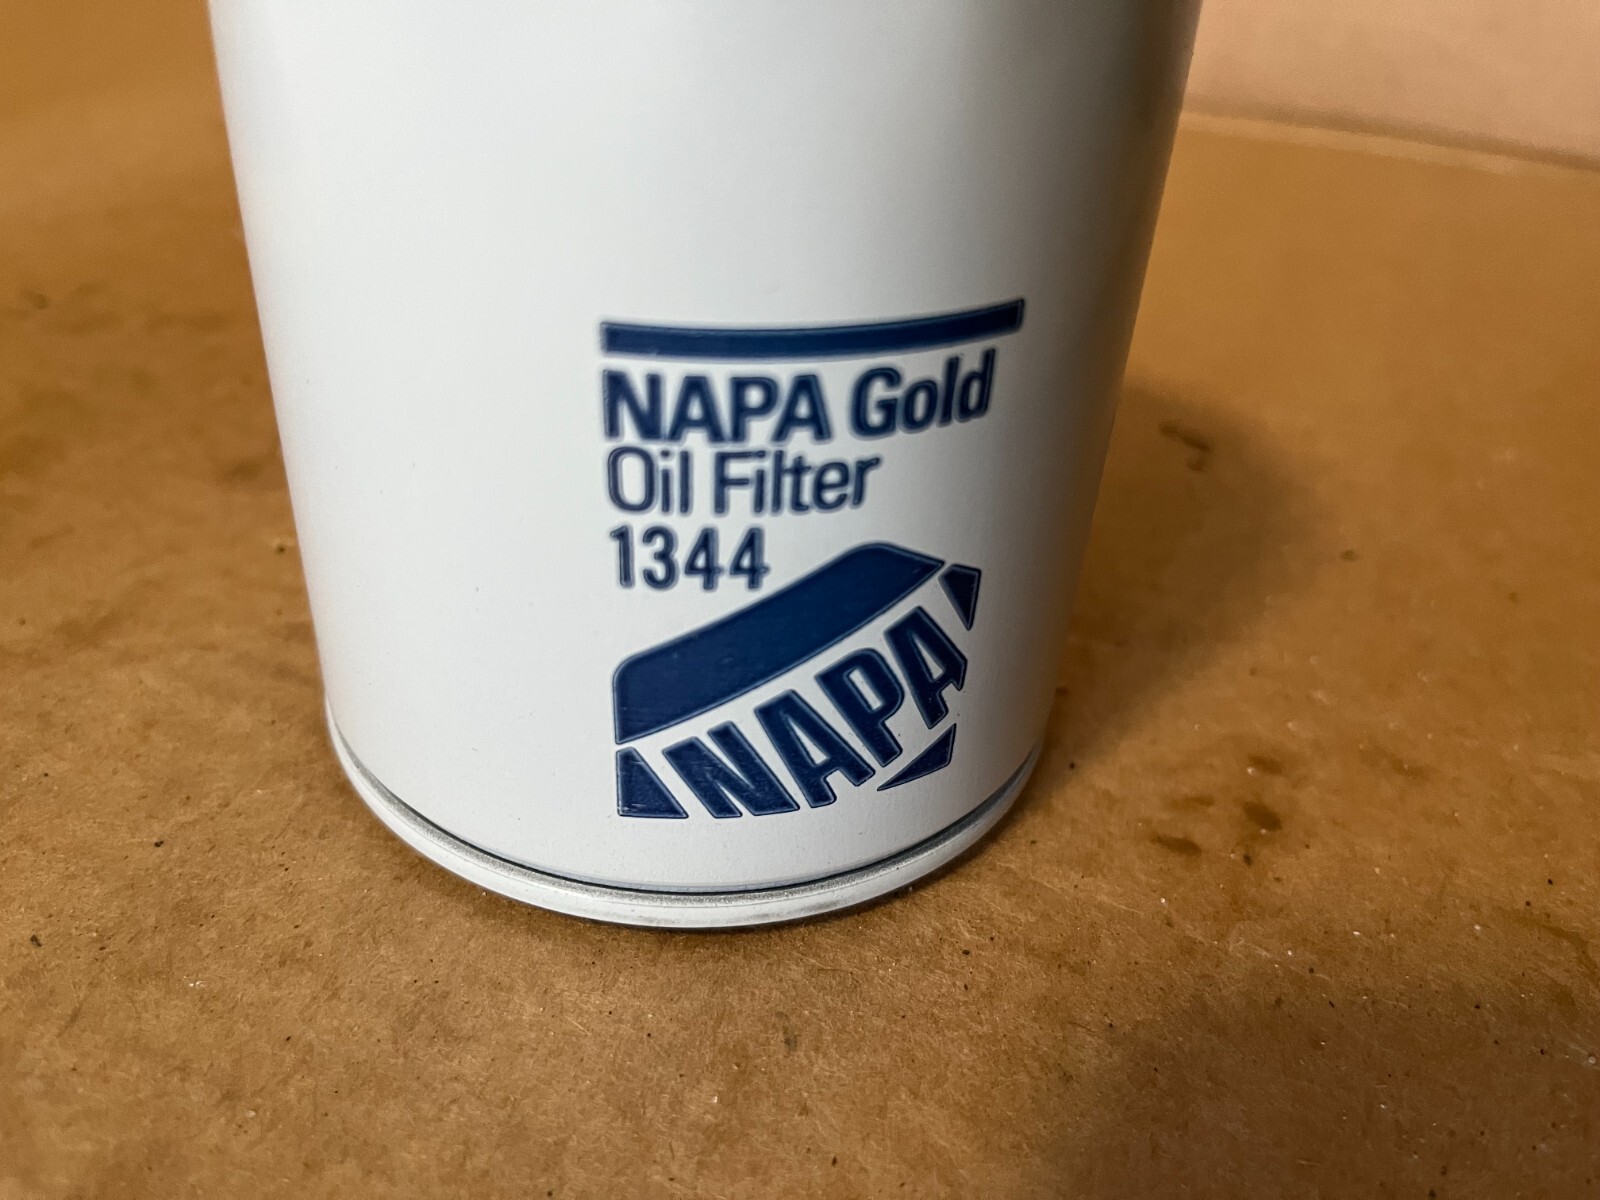 NAPA Gold
Oil Filter
1344
NAPA